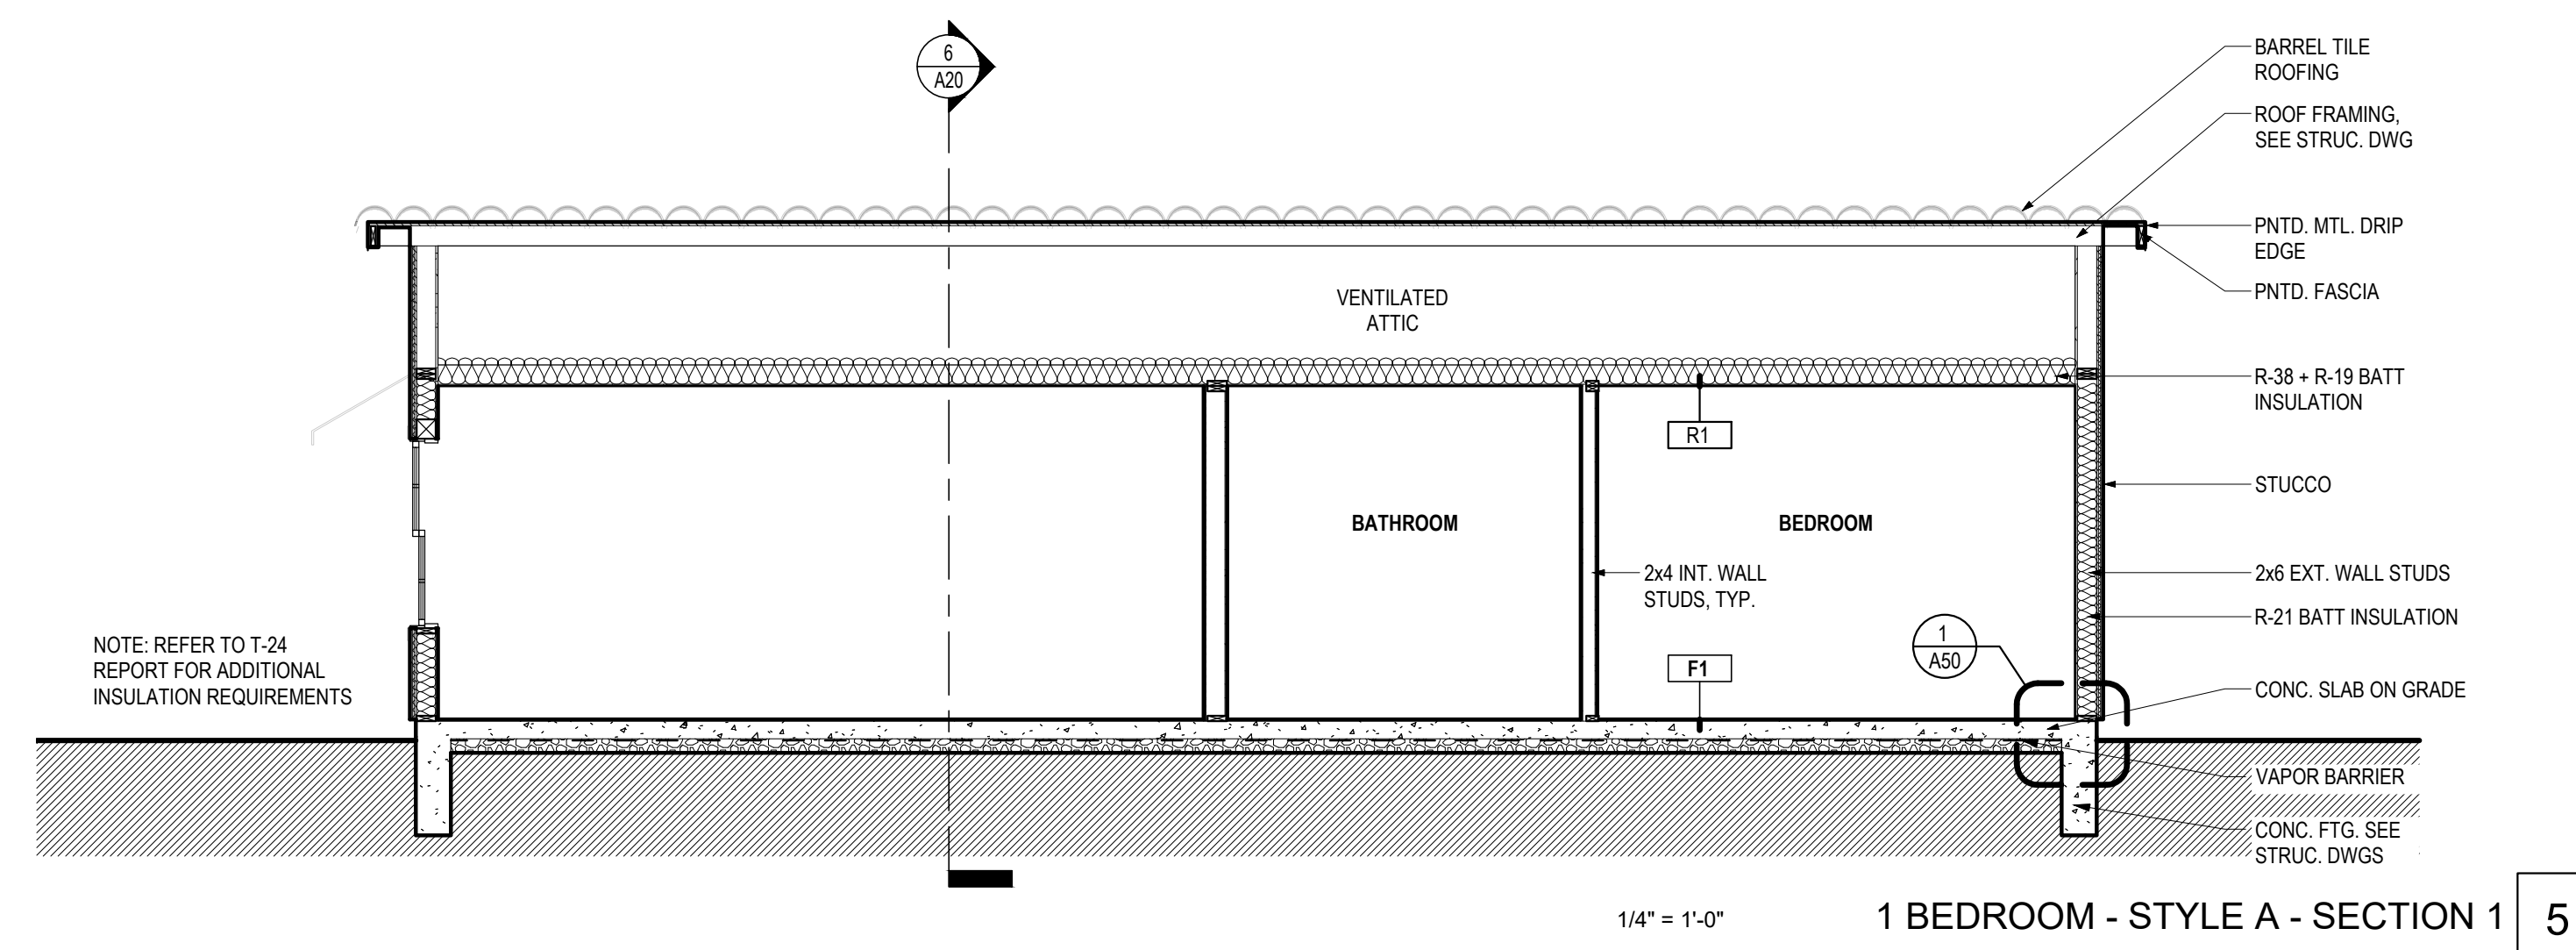 6
A20
BARREL TILE
ROOFING
ROOF FRAMING,
SEE STRUC. DWG
PNTD. MTL. DRIP
EDGE
PNTD. FASCIA
VENTILATED
ATTIC
R-38 + R-19 BATT
INSULATION
R1
STUCCO
BATHROOM
BEDROOM
2x4 INT. WALL
STUDS, TYP.
2x6 EXT. WALL STUDS
R-21 BATT INSULATION
1
A50
F1
NOTE: REFER TO T-24
REPORT FOR ADDITIONAL
INSULATION REQUIREMENTS
CONC. SLAB ON GRADE
VAPOR BARRIER
CONC. FTG. SEE
STRUC. DWGS
1/4" = 1'-0"
1 BEDROOM - STYLE A - SECTION 1
5